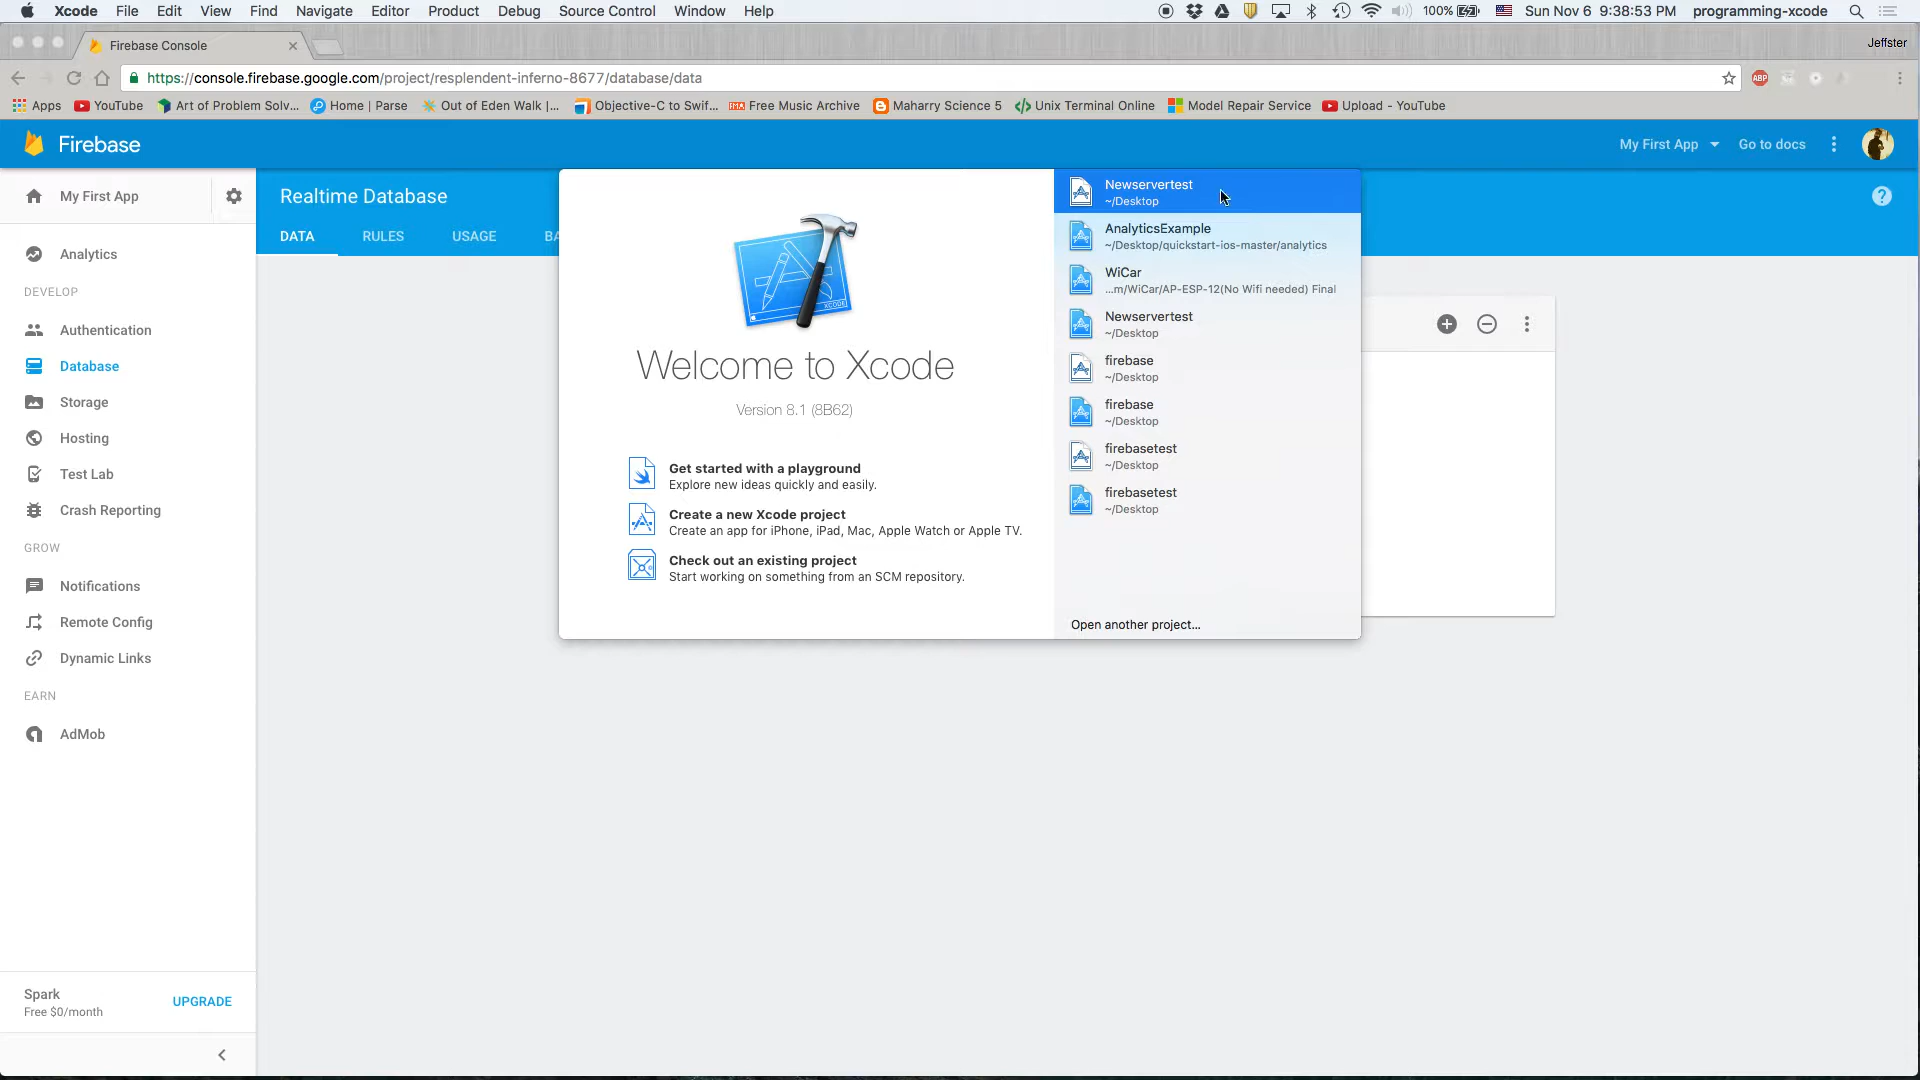 Xcode File Edit View Find Navigate Editor Product Debug Source Control Window Help 100% Sun Nov 6 9:38:53 PM programming-xcode
Firebase Console
Jeffster
https://console.firebase.google.com/project/resplendent-inferno-8677/database/data
ABP
Apps YouTube Art of Problem Solv... Home | Parse Out of Eden Walk |... Objective-C to Swif... FMA Free Music Archive Maharry Science 5 Unix Terminal Online Model Repair Service Upload - YouTube
Firebase
My First App Go to docs
My First App
Realtime Database
DATA RULES USAGE BA
Analytics
DEVELOP
Authentication
Database
Storage
Hosting
Test Lab
Crash Reporting
GROW
Notifications
Remote Config
Dynamic Links
EARN
AdMob
Spark
Free $0/month
UPGRADE
XCODE
Welcome to Xcode
Version 8.1 (8B62)
Get started with a playground
Explore new ideas quickly and easily.
Create a new Xcode project
Create an app for iPhone, iPad, Mac, Apple Watch or Apple TV.
Check out an existing project
Start working on something from an SCM repository.
Newservertest
~/Desktop
AnalyticsExample
~/Desktop/quickstart-ios-master/analytics
WiCar
...m/WiCar/AP-ESP-12(No Wifi needed) Final
Newservertest
~/Desktop
firebase
~/Desktop
firebase
~/Desktop
firebasetest
~/Desktop
firebasetest
~/Desktop
Open another project...